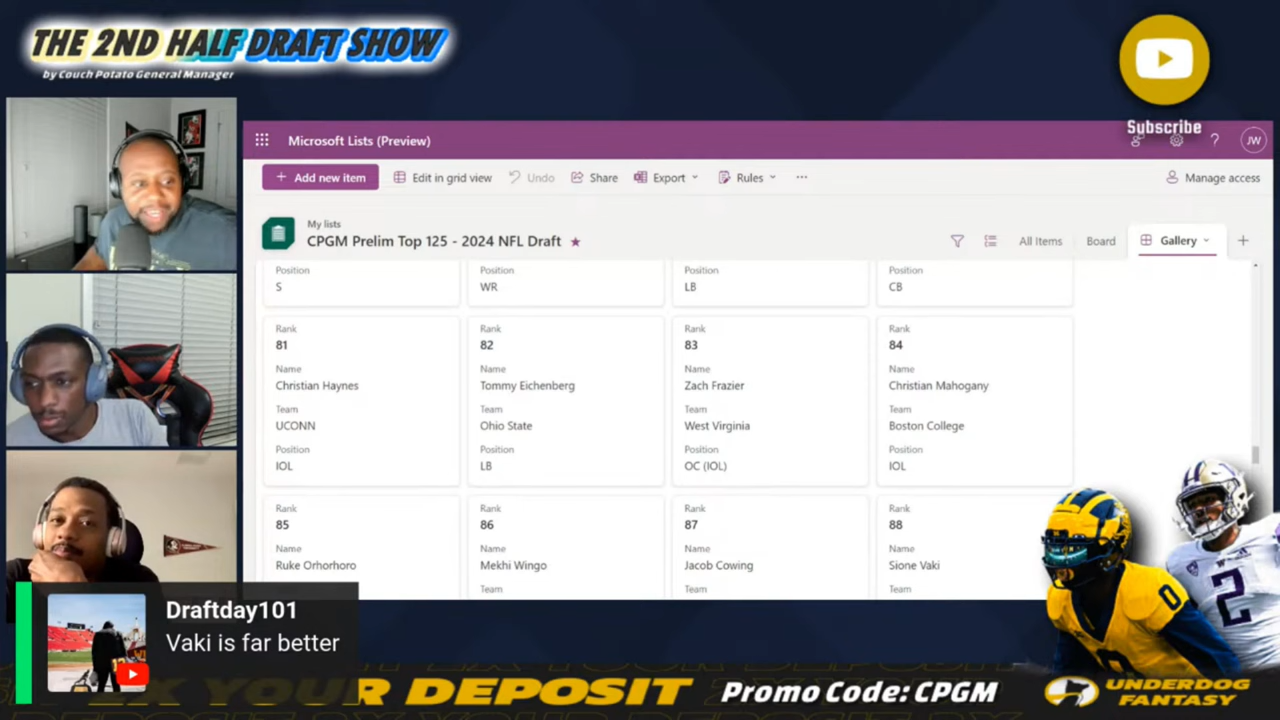 THE 2ND HALF DRAFT SHOW
by Couch Potato General Manager
Subscribe
Microsoft Lists (Preview)
? JW
+ Add new item Edit in grid view Undo Share Export Rules ... Manage access
My lists
CPGM Prelim Top 125 - 2024 NFL Draft ★ All Items Board Gallery +
Position Position Position Position
S WR LB CB
Rank Rank Rank Rank
81 82 83 84
Name Name Name Name
Christian Haynes Tommy Eichenberg Zach Frazier Christian Mahogany
Team Team Team Team
UCONN Ohio State West Virginia Boston College
Position Position Position Position
IOL LB OC (IOL) IOL
Rank Rank Rank Rank
85 86 87 88
Name Name Name Name
Ruke Orhorhoro Mekhi Wingo Jacob Cowing Sione Vaki
Team Team Team
0
W
2
Draftday101
Vaki is far better
YOUR DEPOSIT Promo Code: CPGM UNDERDOG
FANTASY